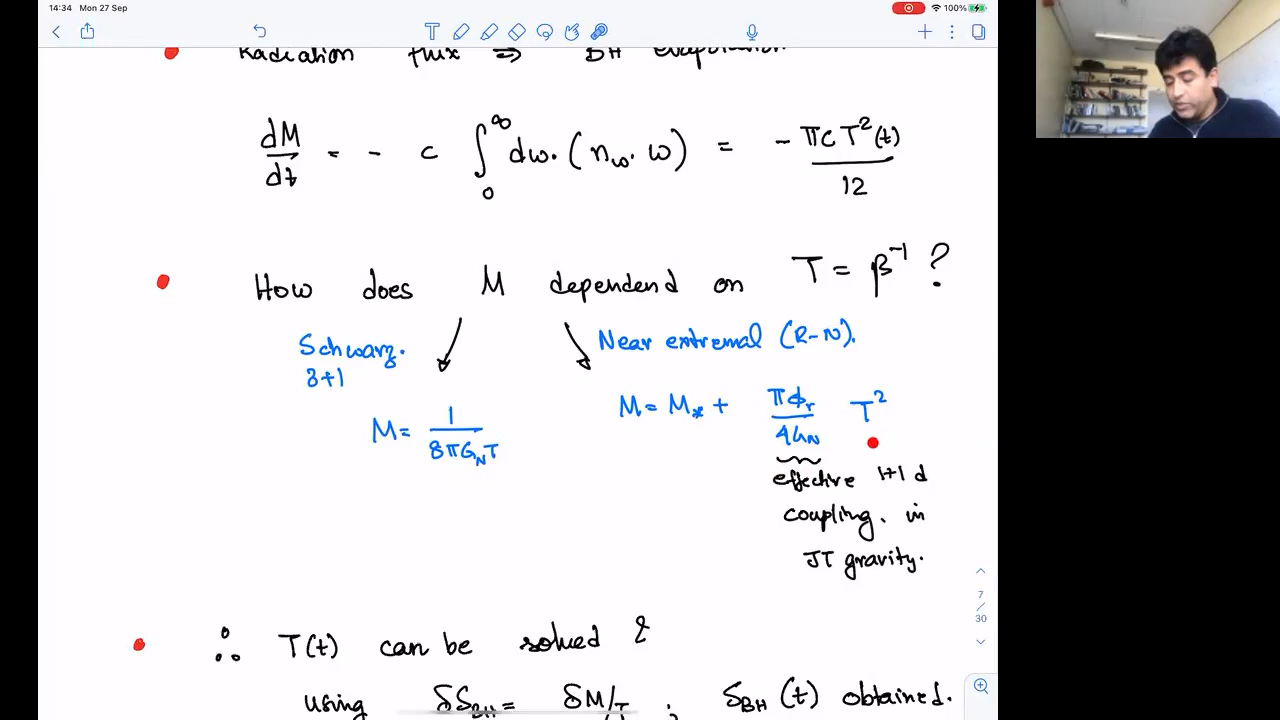 14:34 Mon 27 Sep
100%
Radiation flux ⇒ BH evaporation
dM/dt = - c ∫₀^∞ dω. (n_ω. ω) = - πcT²(t)/12
How does M dependend on T = β⁻¹ ?
Schwarz. Near extremal (R-N).
3+1
M = 1/8πG_N T M = M_* + πϕ_r/4G_N T²
effective 1+1 d
coupling. in
JT gravity.
7
/
30
∴ T(t) can be solved &
using δS_BH = δM/T ; S_BH (t) obtained.